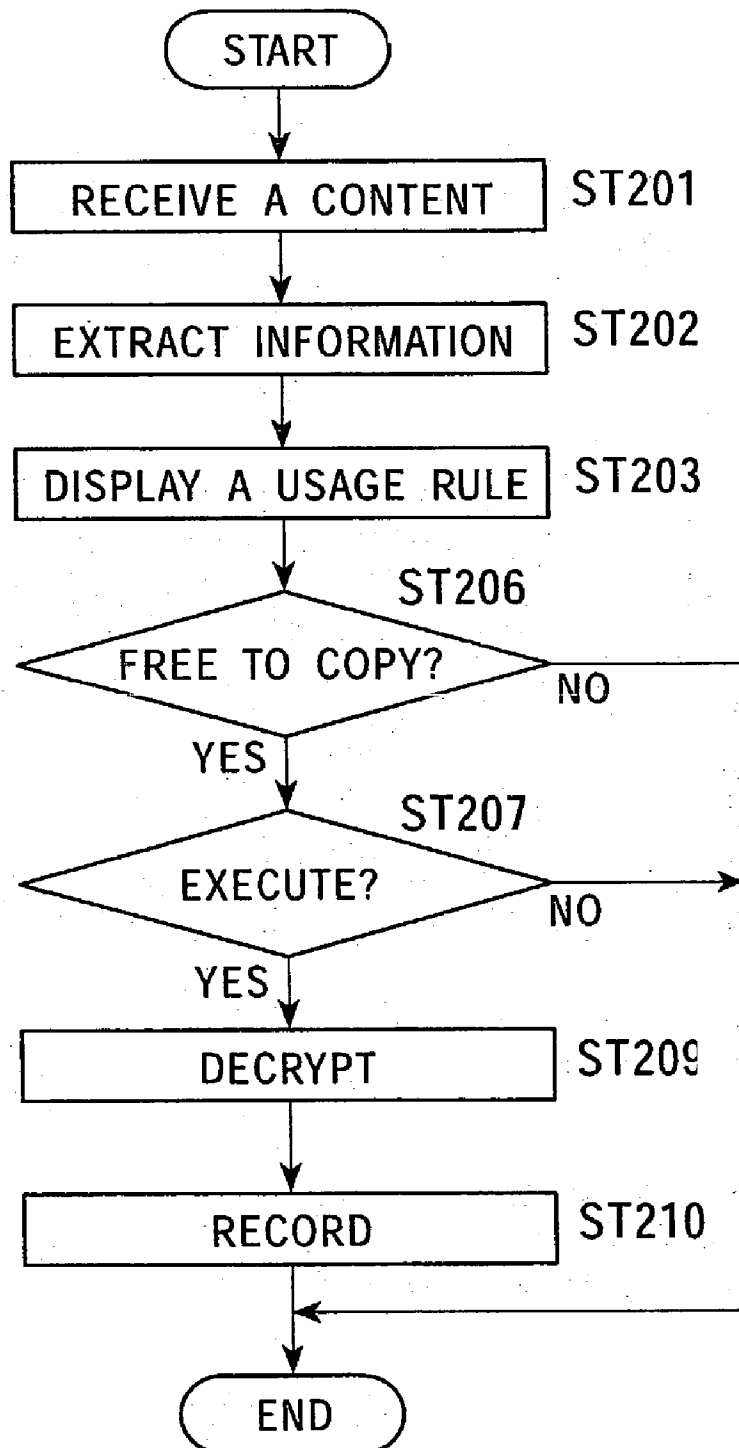 START
RECEIVE A CONTENT ST201
EXTRACT INFORMATION ST202
DISPLAY A USAGE RULE ST203
ST206
FREE TO COPY?
NO
YES
ST207
EXECUTE?
NO
YES
DECRYPT ST209
RECORD ST210
END